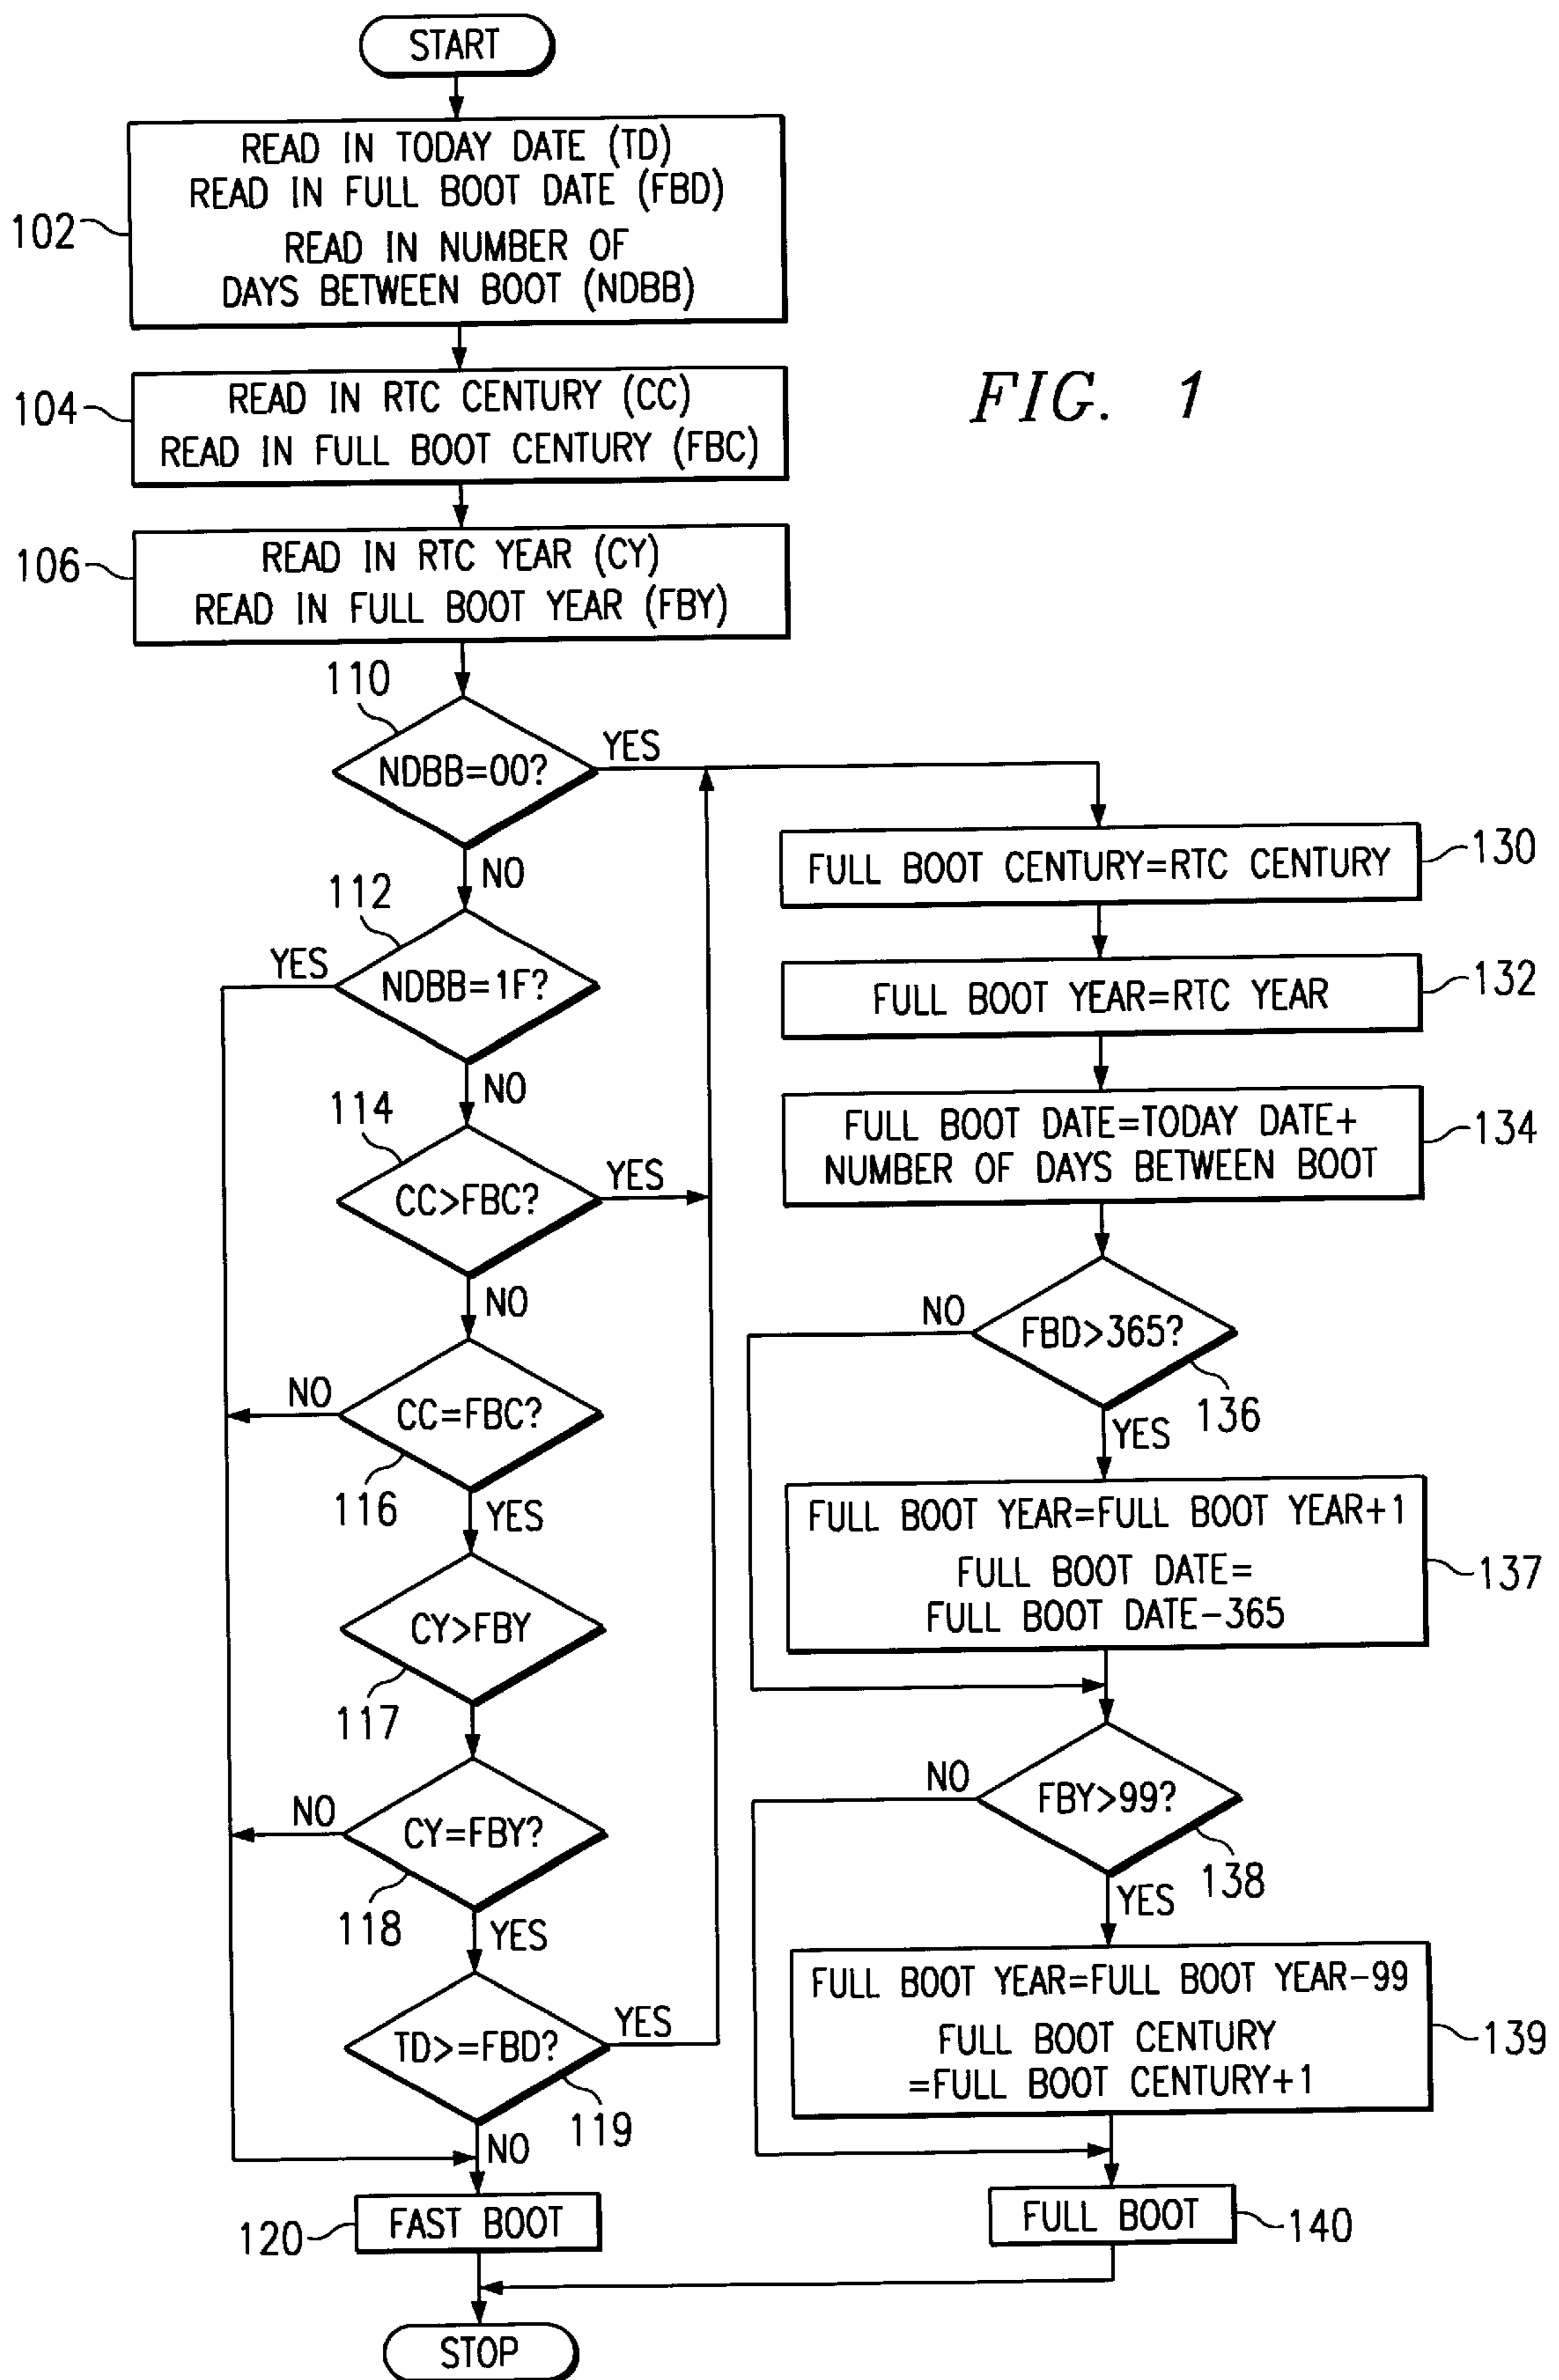 START
READ IN TODAY DATE (TD)
READ IN FULL BOOT DATE (FBD)
READ IN NUMBER OF
DAYS BETWEEN BOOT (NDBB)
102
READ IN RTC CENTURY (CC)
READ IN FULL BOOT CENTURY (FBC)
104
FIG. 1
READ IN RTC YEAR (CY)
READ IN FULL BOOT YEAR (FBY)
106
110
NDBB=00?
YES
NO
112
NDBB=1F?
YES
NO
114
CC>FBC?
YES
NO
CC=FBC?
NO
116
YES
CY>FBY
117
CY=FBY?
NO
118
YES
TD>=FBD?
YES
119
NO
FAST BOOT
120
STOP
FULL BOOT CENTURY=RTC CENTURY
130
FULL BOOT YEAR=RTC YEAR
132
FULL BOOT DATE=TODAY DATE+
NUMBER OF DAYS BETWEEN BOOT
134
NO
FBD>365?
136
YES
FULL BOOT YEAR=FULL BOOT YEAR+1
FULL BOOT DATE=
FULL BOOT DATE-365
137
NO
FBY>99?
138
YES
FULL BOOT YEAR=FULL BOOT YEAR-99
FULL BOOT CENTURY
=FULL BOOT CENTURY+1
139
FULL BOOT
140